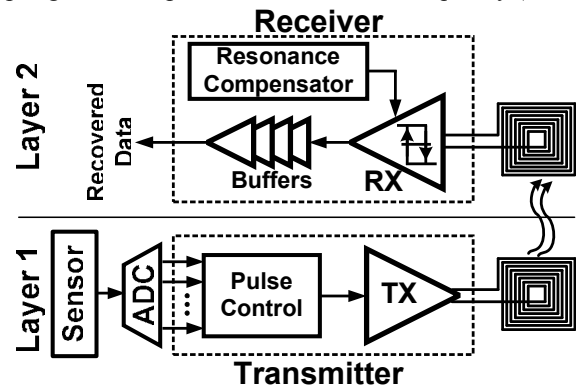 Receiver
Resonance
Compensator
Layer 2
Recovered
Data
Buffers
RX
Layer 1
Sensor
ADC
Pulse
Control
TX
Transmitter